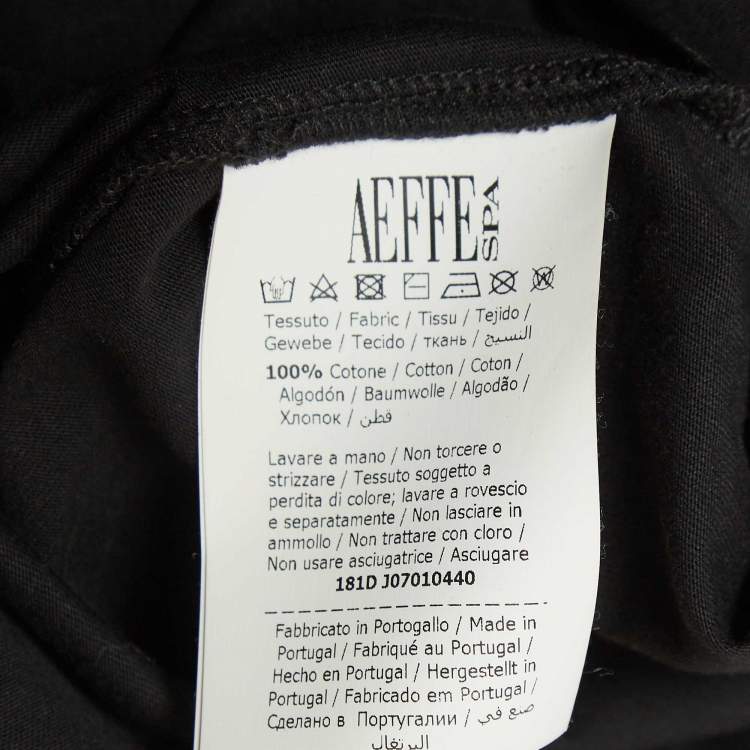 AEFFE SPA
Tessuto / Fabric / Tissu / Tejido /
Gewebe / Tecido / ткань / النسيج
100% Cotone / Cotton / Coton /
Algodón / Baumwolle / Algodão /
Хлопок / قطن
Lavare a mano / Non torcere o
strizzare / Tessuto soggetto a
perdita di colore; lavare a rovescio
e separatamente / Non lasciare in
ammollo / Non trattare con cloro /
Non usare asciugatrice / Asciugare
181D J07010440
Fabbricato in Portogallo / Made in
Portugal / Fabriqué au Portugal /
Hecho en Portugal / Hergestellt in
Portugal / Fabricado em Portugal /
Сделано в Португалии / صنع في
البرتغال